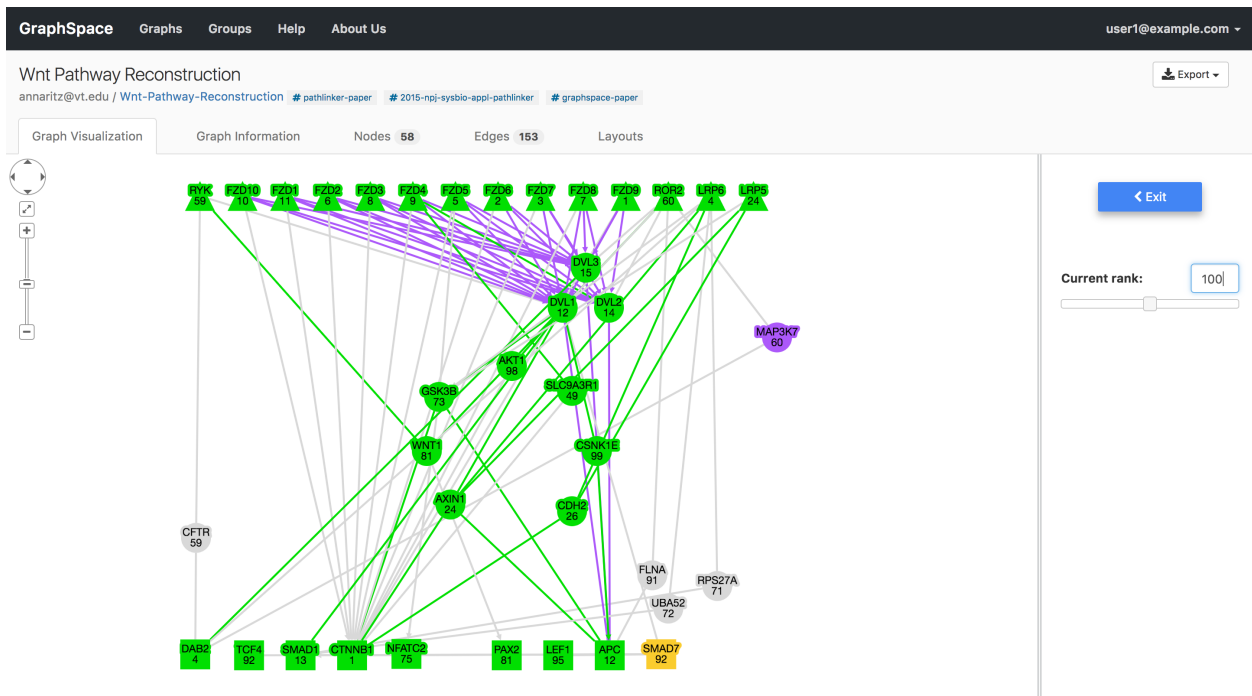 GraphSpace Graphs Groups Help About Us user1@example.com
Wnt Pathway Reconstruction Export
annaritz@vt.edu / Wnt-Pathway-Reconstruction # pathlinker-paper # 2015-npj-sysbio-appl-pathlinker # graphspace-paper
Graph Visualization Graph Information Nodes 58 Edges 153 Layouts
RYK FZD10 FZD1 FZD2 FZD3 FZD4 FZD5 FZD6 FZD7 FZD8 FZD9 ROR2 LRP6 LRP5
59 10 11 6 8 9 5 2 3 7 1 60 4 24
Exit
DVL3
15
Current rank: 100
DVL1 DVL2
12 14
MAP3K7
60
AKT1
98
GSK3B
73
SLC9A3R1
49
WNT1
81
CSNK1E
99
AXIN1
24
CDH2
26
CFTR
59
FLNA
91
RPS27A
71
UBA52
72
DAB2 TCF4 SMAD1 CTNNB1 NFATC2 PAX2 LEF1 APC SMAD7
4 92 13 1 75 81 95 12 92